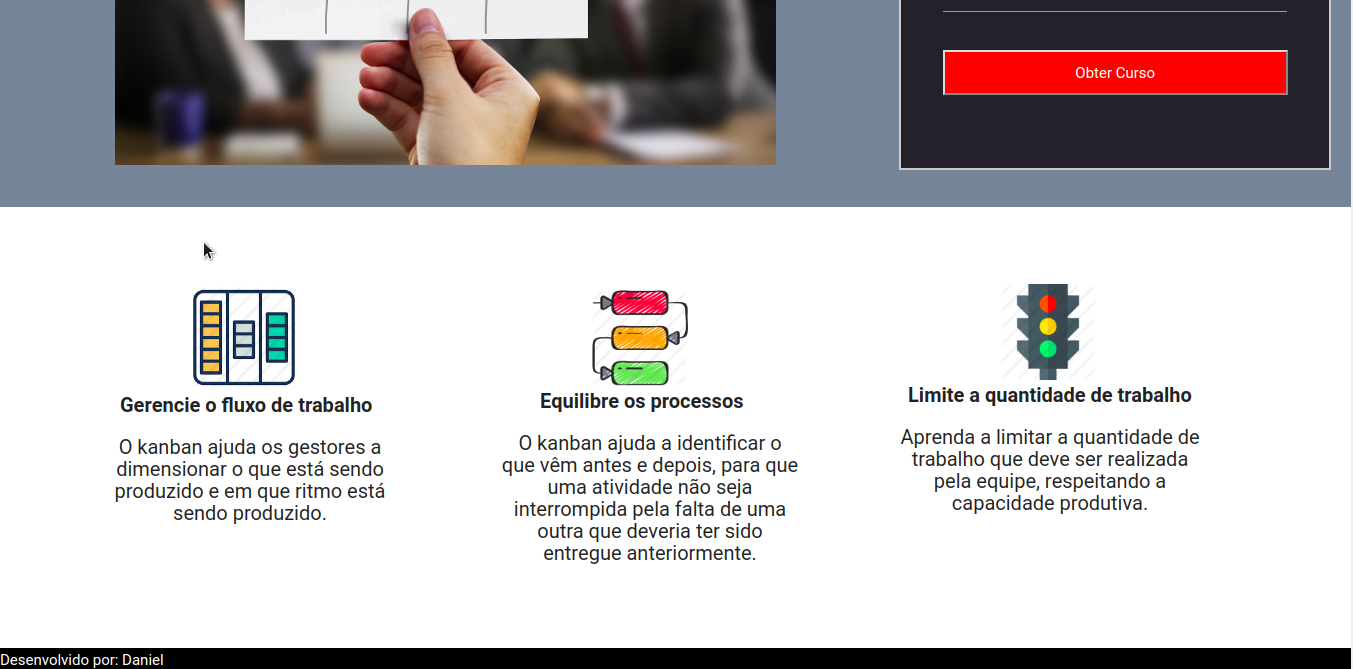 Obter Curso
Gerencie o fluxo de trabalho
O kanban ajuda os gestores a
dimensionar o que está sendo
produzido e em que ritmo está
sendo produzido.
Equilibre os processos
O kanban ajuda a identificar o
que vêm antes e depois, para que
uma atividade não seja
interrompida pela falta de uma
outra que deveria ter sido
entregue anteriormente.
Limite a quantidade de trabalho
Aprenda a limitar a quantidade de
trabalho que deve ser realizada
pela equipe, respeitando a
capacidade produtiva.
Desenvolvido por: Daniel